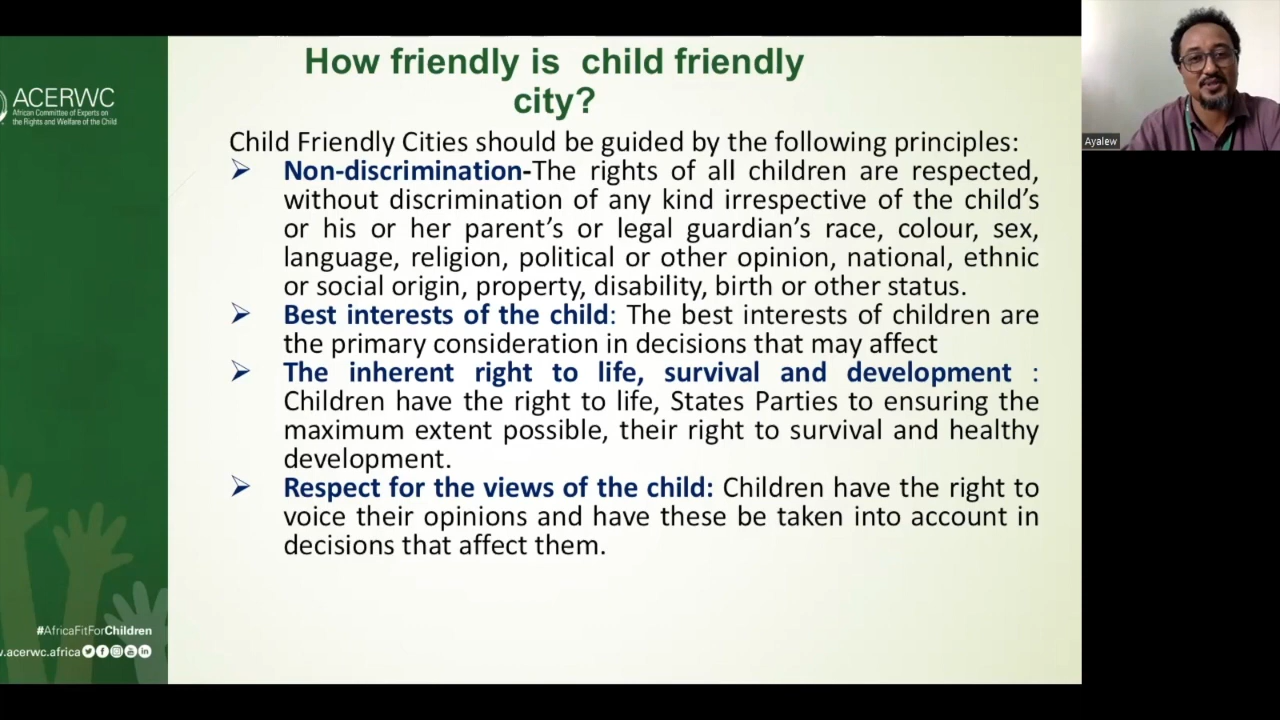 How friendly is child friendly
city?
ACERWC
African Committee of Experts on
the Rights and Welfare of the Child
Child Friendly Cities should be guided by the following principles:
Non-discrimination-The rights of all children are respected,
without discrimination of any kind irrespective of the child's
or his or her parent's or legal guardian's race, colour, sex,
language, religion, political or other opinion, national, ethnic
or social origin, property, disability, birth or other status.
Best interests of the child: The best interests of children are
the primary consideration in decisions that may affect
The inherent right to life, survival and development :
Children have the right to life, States Parties to ensuring the
maximum extent possible, their right to survival and healthy
development.
Respect for the views of the child: Children have the right to
voice their opinions and have these be taken into account in
decisions that affect them.
#AfricaFitForChildren
w.acerwc.africa
Ayalew